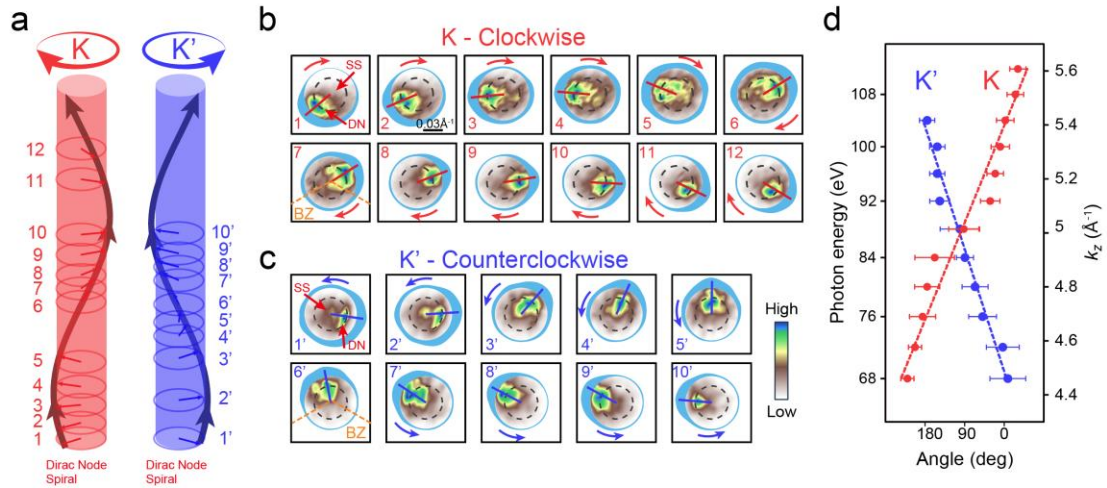 a
K
K'
12
11
10
9
8
7
6
5
4
3
2
1
10'
9'
8'
7'
6'
5'
4'
3'
2'
1'
Dirac Node
Spiral
Dirac Node
Spiral
b
K - Clockwise
SS
DN
1
2
0.03Å⁻¹
3
4
5
6
7
BZ
8
9
10
11
12
c
K' - Counterclockwise
SS
DN
1'
2'
3'
4'
5'
6'
BZ
7'
8'
9'
10'
High
Low
d
K'
K
Photon energy (eV)
108
100
92
84
76
68
5.6
5.4
5.2
5
4.8
4.6
4.4
kz (Å⁻¹)
180
90
0
Angle (deg)